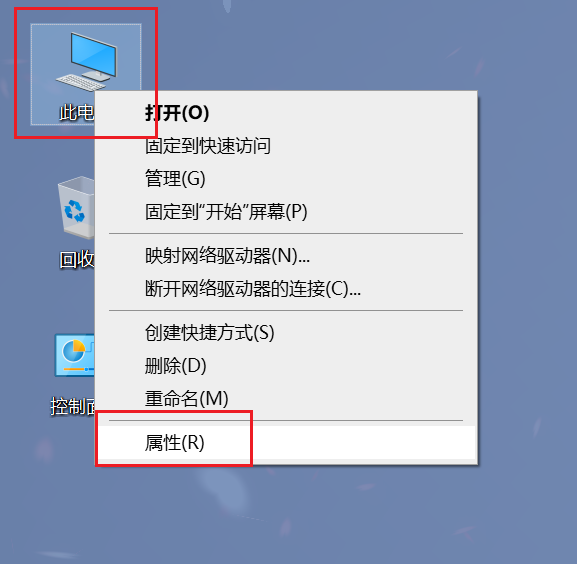 此电
打开(O)
固定到快速访问
管理(G)
固定到“开始”屏幕(P)
回收
映射网络驱动器(N)...
断开网络驱动器的连接(C)...
创建快捷方式(S)
删除(D)
重命名(M)
控制面
属性(R)